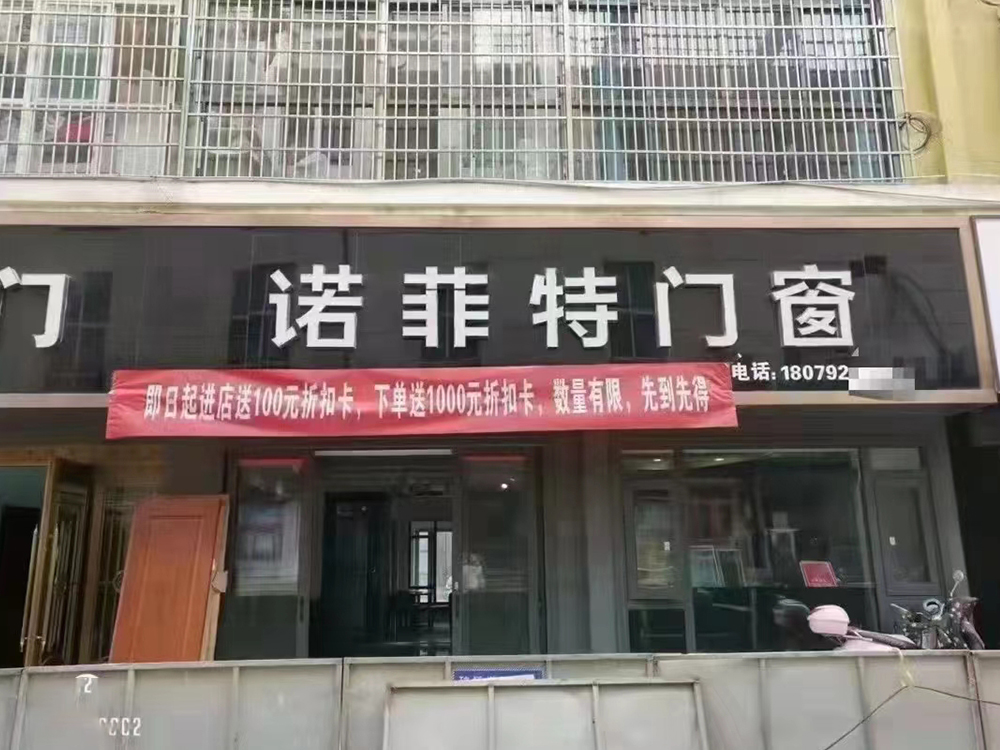 门
诺菲特门窗
电话: 180792
即日起进店送100元折扣卡，下单送1000元折扣卡，数量有限，先到先得